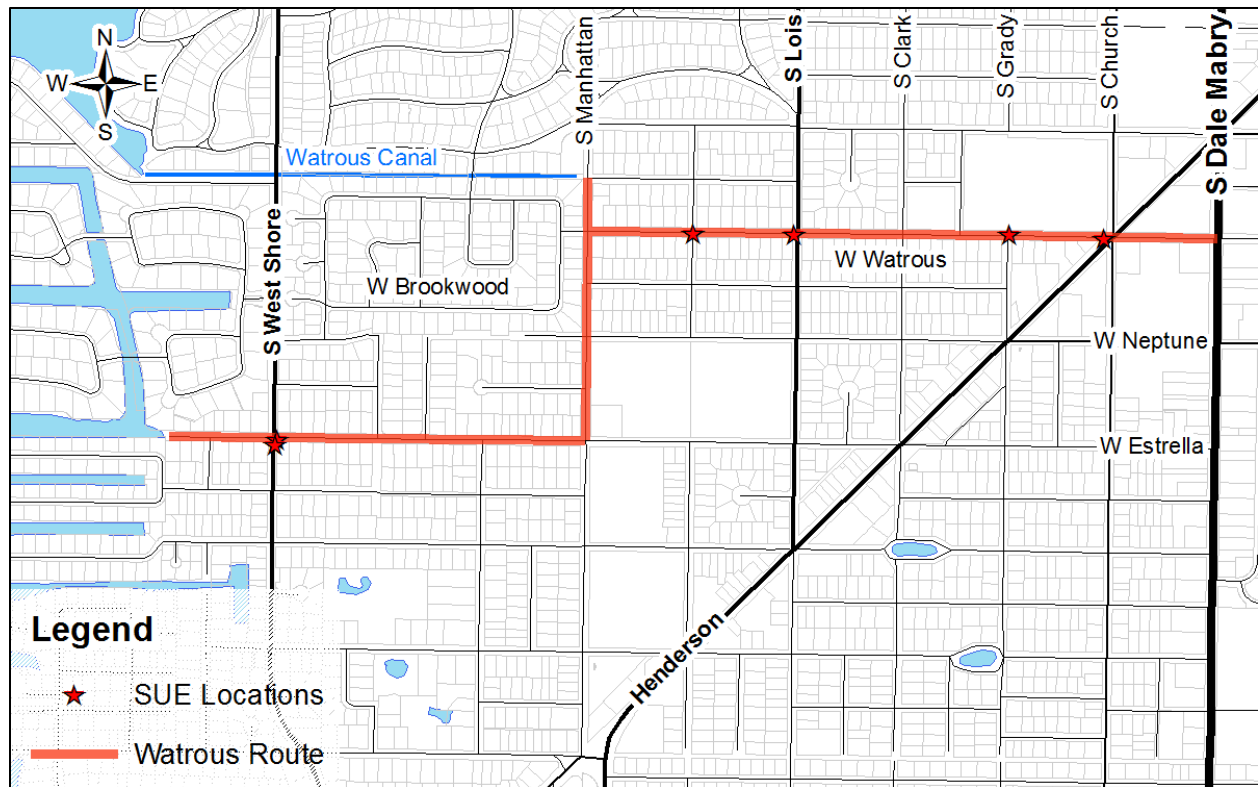 N
W
E
S
S Manhattan
S Lois
S Clark
S Grady
S Church
S Dale Mabry
Watrous Canal
S West Shore
W Watrous
W Brookwood
W Neptune
W Estrella
Henderson
Legend
SUE Locations
Watrous Route